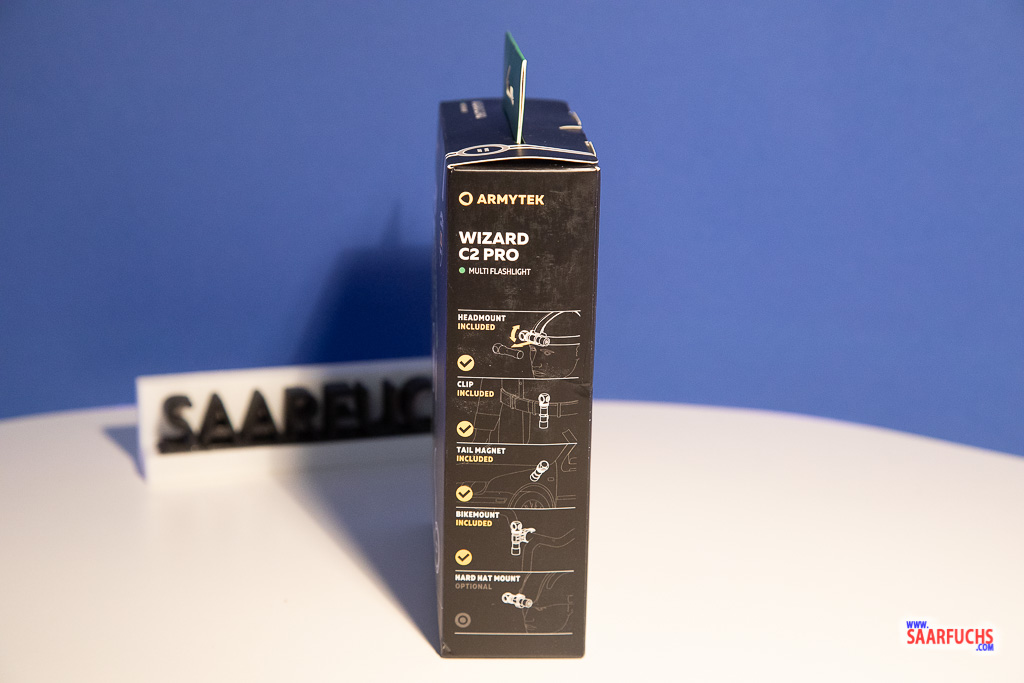 ARMYTEK
WIZARD
C2 PRO
MULTI FLASHLIGHT
HEADMOUNT
INCLUDED
CLIP
INCLUDED
TAIL MAGNET
INCLUDED
BIKEMOUNT
INCLUDED
HARD HAT MOUNT
OPTIONAL
SAARFUC
WWW.
SAARFUCHS
.COM